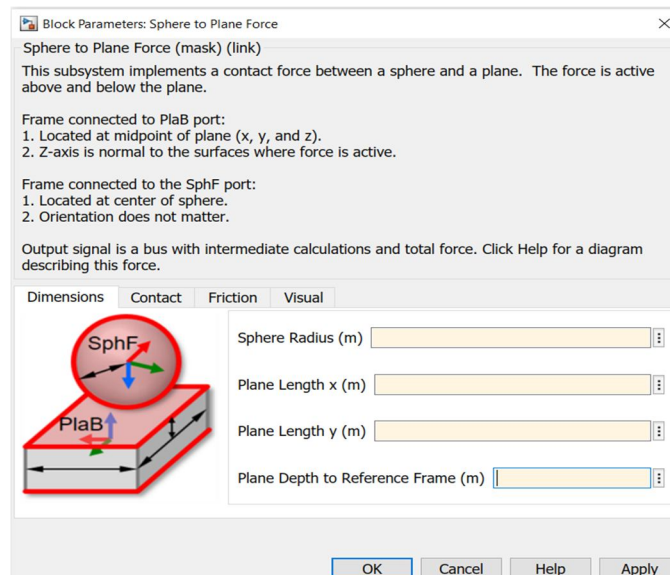 Block Parameters: Sphere to Plane Force
Sphere to Plane Force (mask) (link)
This subsystem implements a contact force between a sphere and a plane.  The force is active
above and below the plane.
Frame connected to PlaB port:
1. Located at midpoint of plane (x, y, and z).
2. Z-axis is normal to the surfaces where force is active.
Frame connected to the SphF port:
1. Located at center of sphere.
2. Orientation does not matter.
Output signal is a bus with intermediate calculations and total force. Click Help for a diagram
describing this force.
Dimensions Contact Friction Visual
SphF
PlaB
Sphere Radius (m)
Plane Length x (m)
Plane Length y (m)
Plane Depth to Reference Frame (m)
OK Cancel Help Apply